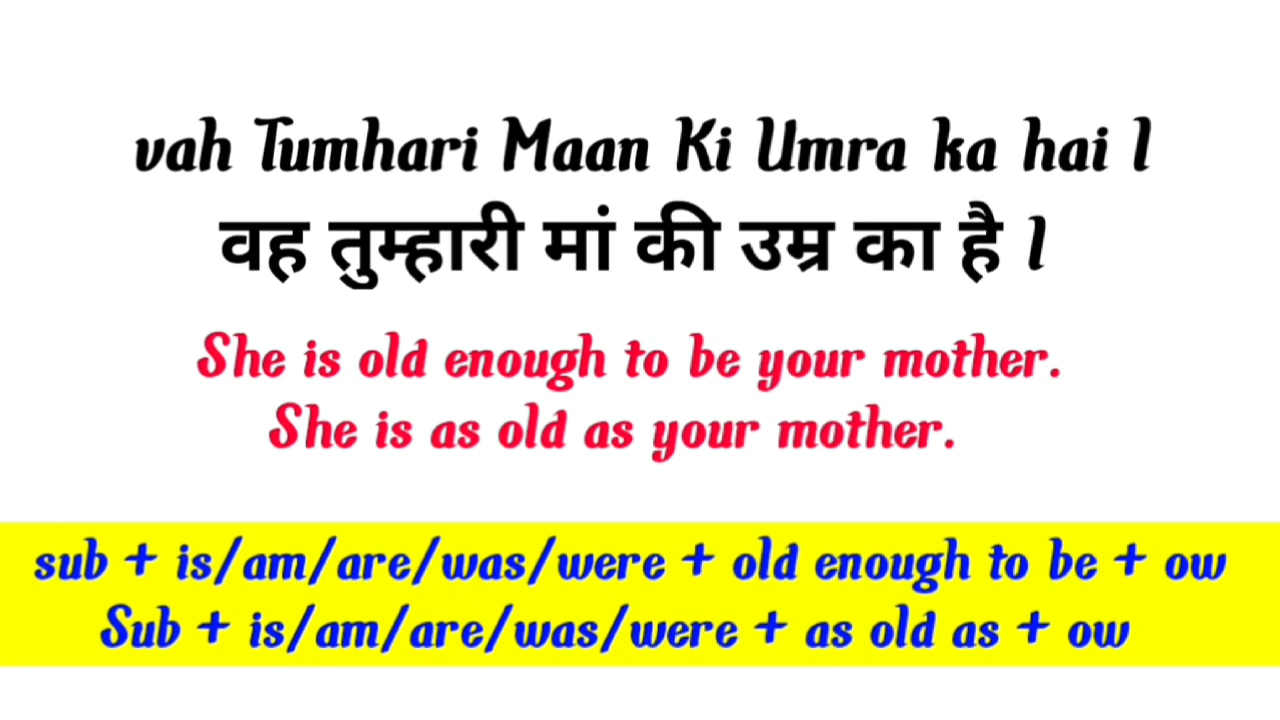 vah Tumhari Maan Ki Umra ka hai l
वह तुम्हारी मां की उम्र का है l
She is old enough to be your mother.
She is as old as your mother.
sub + is/am/are/was/were + old enough to be + ow
Sub + is/am/are/was/were + as old as + ow